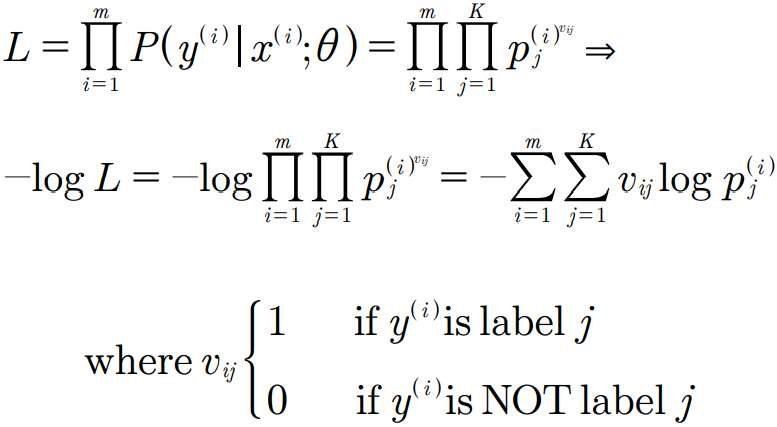 L = ∏_{i=1}^{m} P(y^{(i)} | x^{(i)}; θ) = ∏_{i=1}^{m} ∏_{j=1}^{K} p_j^{(i)^{v_{ij}}} ⇒
−log L = −log ∏_{i=1}^{m} ∏_{j=1}^{K} p_j^{(i)^{v_{ij}}} = −∑_{i=1}^{m} ∑_{j=1}^{K} v_{ij} log p_j^{(i)}
where v_{ij} { 1 if y^{(i)} is label j
0 if y^{(i)} is NOT label j